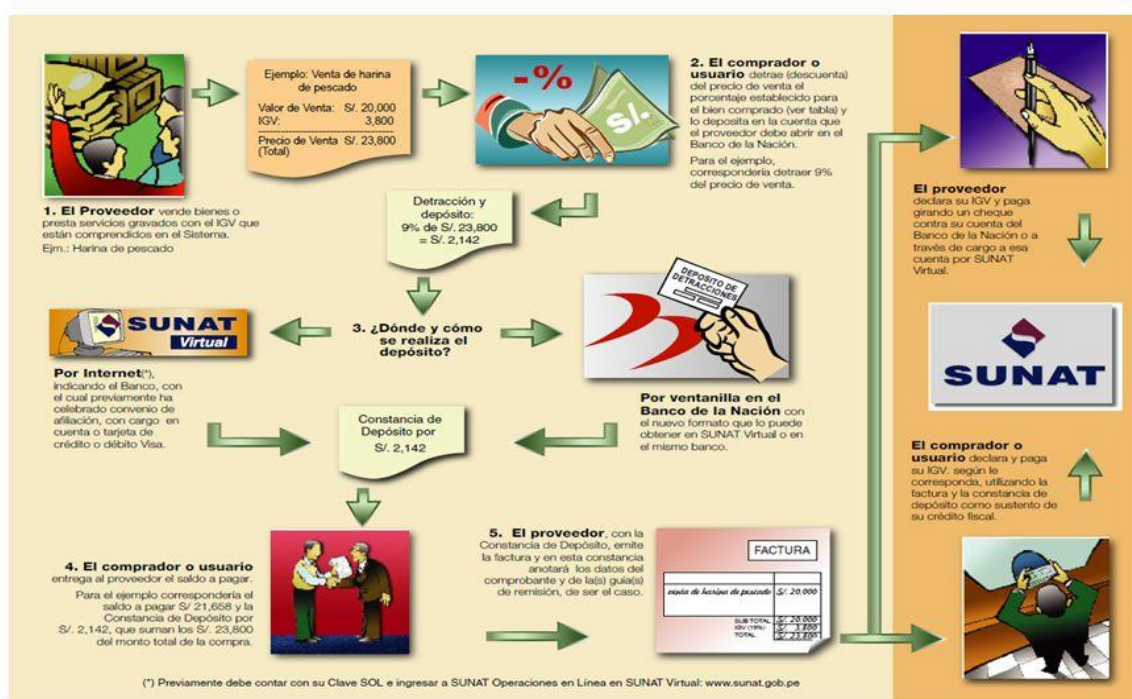 Ejemplo: Venta de harina
de pescado
Valor de Venta: S/. 20,000
IGV: 3,800
Precio de Venta S/. 23,800
(Total)
1. El Proveedor vende bienes o
presta servicios gravados con el IGV que
están comprendidos en el Sistema.
Ejm.: Harina de pescado
-%
S/.
2. El comprador o
usuario detrae (descuenta)
del precio de venta el
porcentaje establecido para
el bien comprado (ver tabla) y
lo deposita en la cuenta que
el proveedor debe abrir en el
Banco de la Nación.
Para el ejemplo,
correspondería detraer 9%
del precio de venta.
Detracción y
depósito:
9% de S/. 23,800
= S/. 2,142
3. ¿Dónde y cómo
se realiza el
depósito?
SUNAT
Virtual
Por Internet(*),
indicando el Banco, con
el cual previamente ha
celebrado convenio de
afiliación, con cargo en
cuenta o tarjeta de
crédito o débito Visa.
DEPOSITO DE
DETRACCIONES
Por ventanilla en el
Banco de la Nación con
el nuevo formato que lo puede
obtener en SUNAT Virtual o en
el mismo banco.
Constancia de
Depósito por
S/. 2,142
4. El comprador o usuario
entrega al proveedor el saldo a pagar.
Para el ejemplo correspondería el
saldo a pagar S/ 21,658 y la
Constancia de Depósito por
S/. 2,142, que suman los S/. 23,800
del monto total de la compra.
5. El proveedor, con la
Constancia de Depósito, emite
la factura y en esta constancia
anotará los datos del
comprobante y de la(s) guía(s)
de remisión, de ser el caso.
FACTURA
venta de harina de pescado S/. 20,000
SUB TOTAL S/. 20,000
IGV (19%) S/. 3,800
TOTAL S/. 23,800
El proveedor
declara su IGV y paga
girando un cheque
contra su cuenta del
Banco de la Nación o a
través de cargo a esa
cuenta por SUNAT
Virtual.
SUNAT
El comprador o
usuario declara y paga
su IGV. según le
corresponda, utilizando la
factura y la constancia de
depósito como sustento de
su crédito fiscal.
(*) Previamente debe contar con su Clave SOL e ingresar a SUNAT Operaciones en Línea en SUNAT Virtual: www.sunat.gob.pe